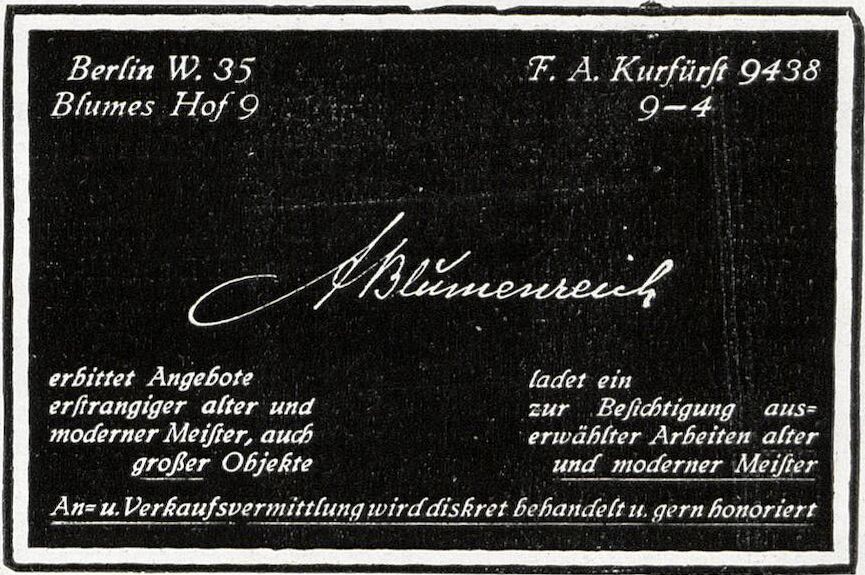 Berlin W. 35
Blumes Hof 9
F. A. Kurfürſt 9438
9–4
A Blumenreich
erbittet Angebote
erſtrangiger alter und
moderner Meiſter, auch
großer Objekte
ladet ein
zur Beſichtigung aus=
erwählter Arbeiten alter
und moderner Meiſter
An= u. Verkaufsvermittlung wird diskret behandelt u. gern honoriert